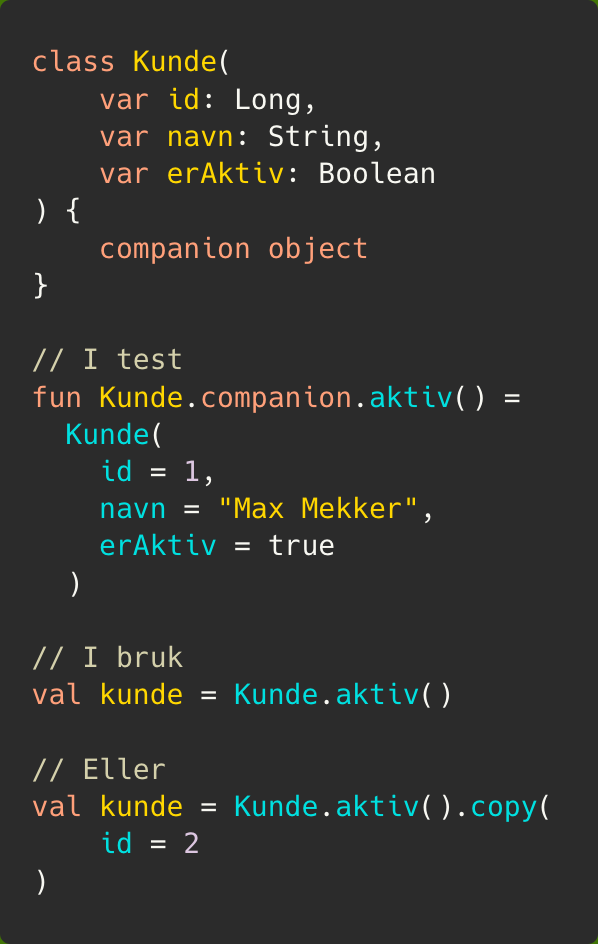 class Kunde(
    var id: Long,
    var navn: String,
    var erAktiv: Boolean
) {
    companion object
}

// I test
fun Kunde.companion.aktiv() =
  Kunde(
    id = 1,
    navn = "Max Mekker",
    erAktiv = true
  )

// I bruk
val kunde = Kunde.aktiv()

// Eller
val kunde = Kunde.aktiv().copy(
    id = 2
)